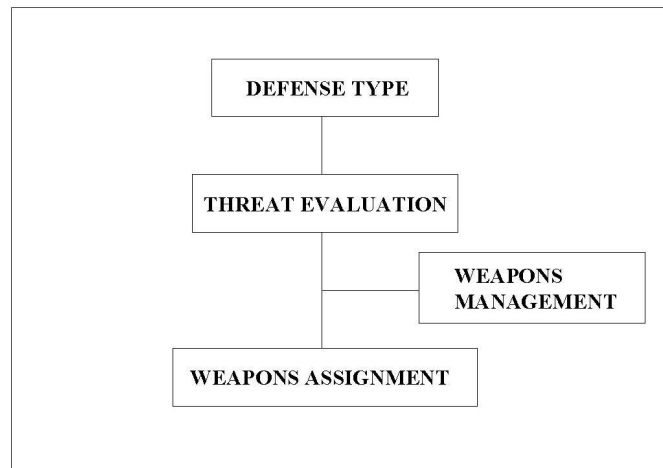 DEFENSE TYPE
THREAT EVALUATION
WEAPONS
MANAGEMENT
WEAPONS ASSIGNMENT